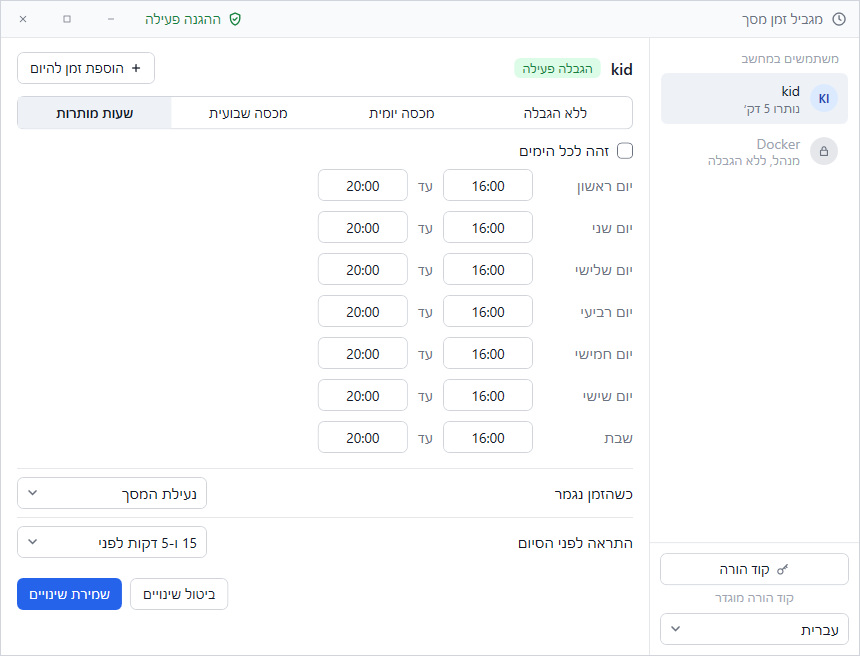 מגביל זמן מסך
ההגנה פעילה
משתמשים במחשב
KI
kid
נותרו 5 דק׳
Docker
מנהל, ללא הגבלה
קוד הורה
קוד הורה מוגדר
עברית
kid
הגבלה פעילה
+ הוספת זמן להיום
ללא הגבלה
מכסה יומית
מכסה שבועית
שעות מותרות
זהה לכל הימים
יום ראשון 16:00 עד 20:00
יום שני 16:00 עד 20:00
יום שלישי 16:00 עד 20:00
יום רביעי 16:00 עד 20:00
יום חמישי 16:00 עד 20:00
יום שישי 16:00 עד 20:00
שבת 16:00 עד 20:00
כשהזמן נגמר
נעילת המסך
התראה לפני הסיום
15 ו-5 דקות לפני
ביטול שינויים
שמירת שינויים